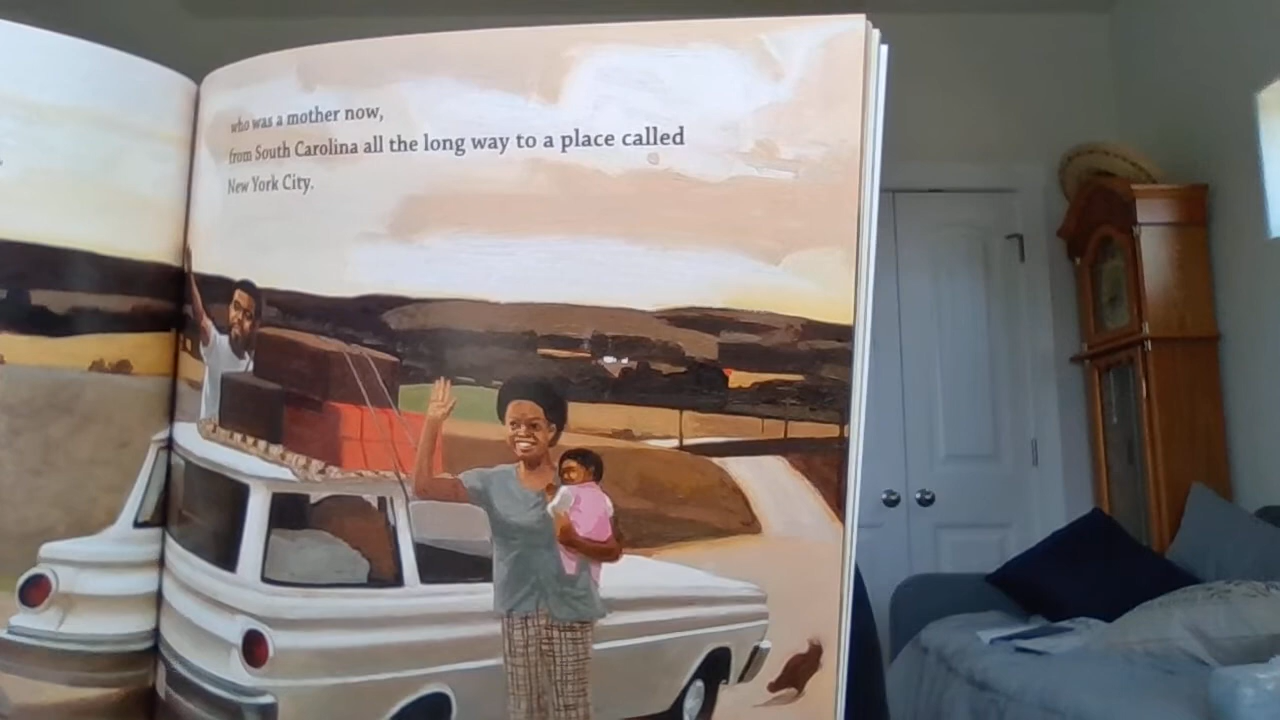 who was a mother now,
from South Carolina all the long way to a place called
New York City.